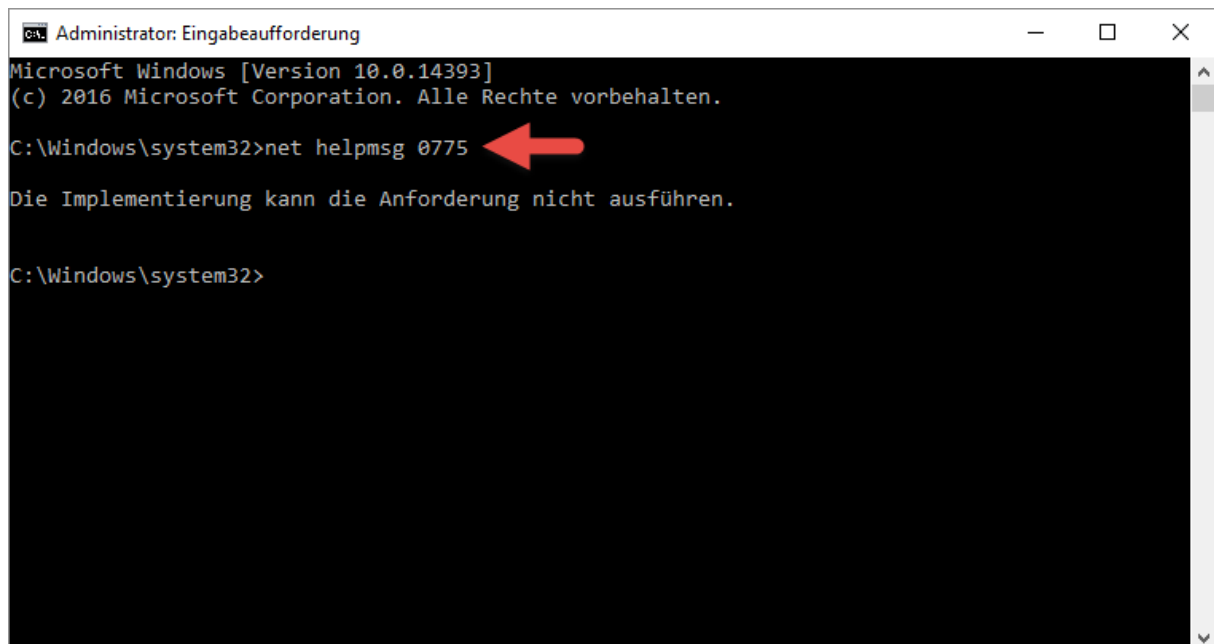 Administrator: Eingabeaufforderung
Microsoft Windows [Version 10.0.14393]
(c) 2016 Microsoft Corporation. Alle Rechte vorbehalten.
C:\Windows\system32>net helpmsg 0775
Die Implementierung kann die Anforderung nicht ausführen.
C:\Windows\system32>